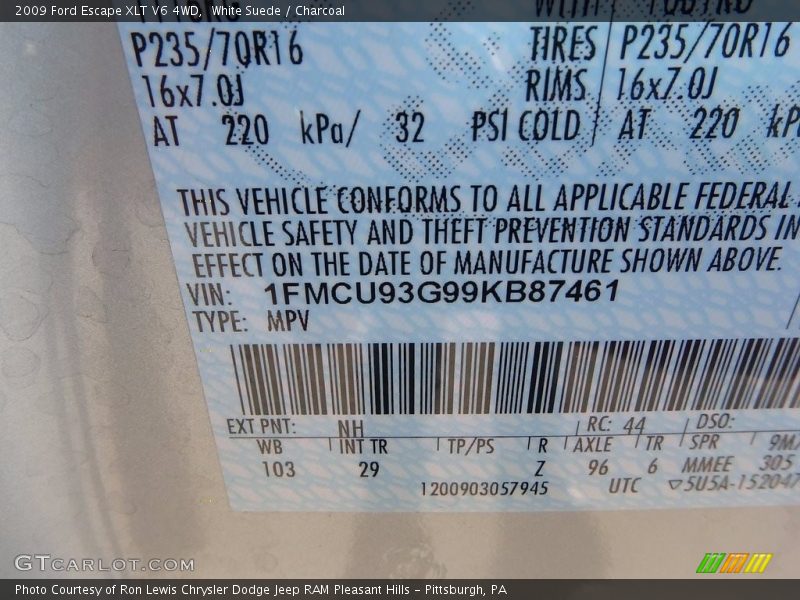 2009 Ford Escape XLT V6 4WD, White Suede / Charcoal
P235/70R16 TIRES P235/70R16
16x7.0J RIMS 16x7.0J
AT 220 kPa/ 32 PSI COLD AT 220
THIS VEHICLE CONFORMS TO ALL APPLICABLE FEDERAL
VEHICLE SAFETY AND THEFT PREVENTION STANDARDS IN
EFFECT ON THE DATE OF MANUFACTURE SHOWN ABOVE.
VIN: 1FMCU93G99KB87461
TYPE: MPV
EXT PNT: NH RC: 44 DSO:
WB INT TR TP/PS R AXLE TR SPR
103 29 Z 96 6 MMEE 305
1200903057945 UTC ▽5U5A-152047
GTCarLot.com
Photo Courtesy of Ron Lewis Chrysler Dodge Jeep RAM Pleasant Hills - Pittsburgh, PA